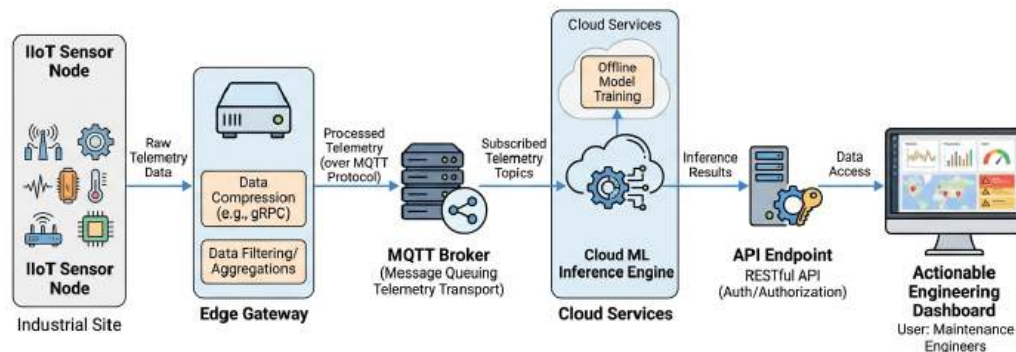 IIoT Sensor
Node
IIoT Sensor
Node
Industrial Site
Raw
Telemetry
Data
Data
Compression
(e.g., gRPC)
Data Filtering/
Aggregations
Edge Gateway
Processed
Telemetry
(over MQTT
Protocol)
MQTT Broker
(Message Queuing
Telemetry Transport)
Subscribed
Telemetry
Topics
Cloud Services
Offline
Model
Training
Cloud ML
Inference Engine
Cloud Services
Inference
Results
API Endpoint
RESTful API
(Auth/Authorization)
Data
Access
Actionable
Engineering
Dashboard
User: Maintenance
Engineers